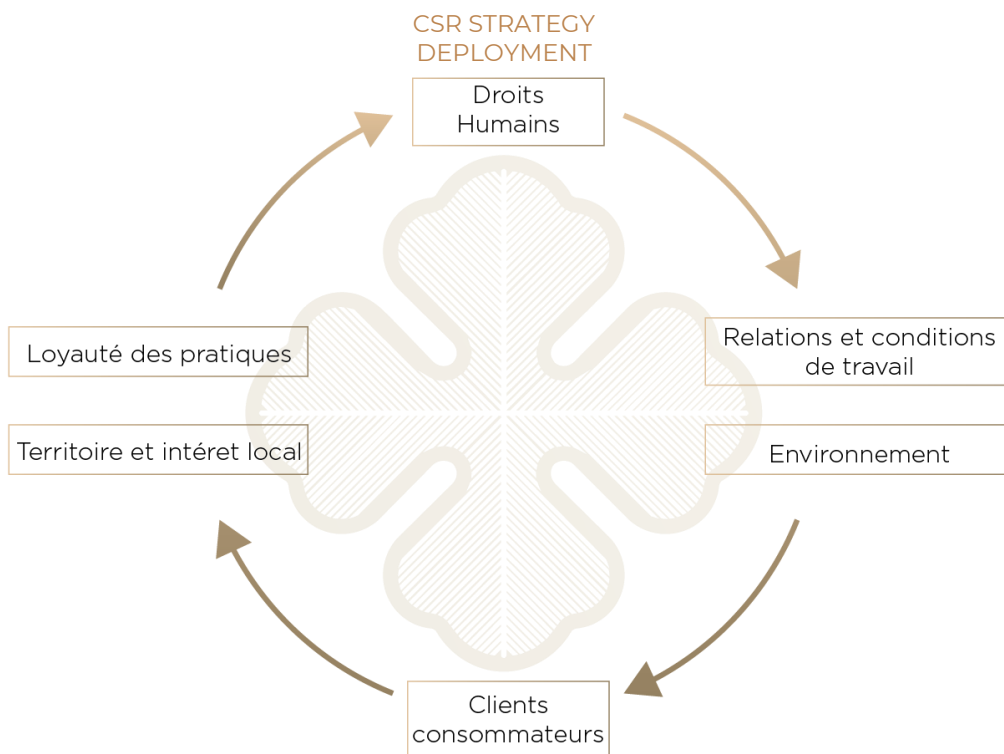 CSR STRATEGY
DEPLOYMENT
Droits
Humains
Loyauté des pratiques
Relations et conditions
de travail
Territoire et intéret local
Environnement
Clients
consommateurs